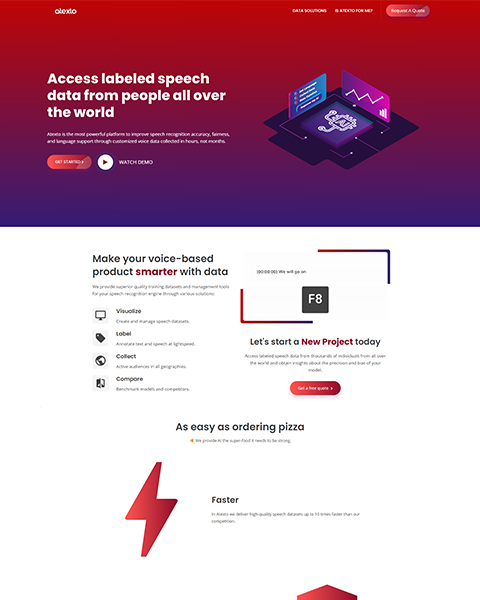 atexto
DATA SOLUTIONS
IS ATEXTO FOR ME?
Request A Quote
Access labeled speech
data from people all over
the world
Atexto is the most powerful platform to improve speech recognition accuracy, fairness,
and language support through customized voice data collected in hours, not months.
GET STARTED
WATCH DEMO
Make your voice-based
product smarter with data
We provide superior quality training datasets and management tools
for your speech recognition engine through various solutions:
Visualize
Create and manage speech datasets.
Label
Annotate text and speech at lightspeed.
Collect
Active audiences in all geographies.
Compare
Benchmark models and competitors.
(00:00:00) We will go on
F8
Let's start a New Project today
Access labeled speech data from thousands of individuals from all over
the world and obtain insights about the precision and bias of your
model.
Get a free quote
As easy as ordering pizza
We provide AI the super-food it needs to be strong.
Faster
In Atexto we deliver high quality speech datasets up to 10 times faster than our
competition.